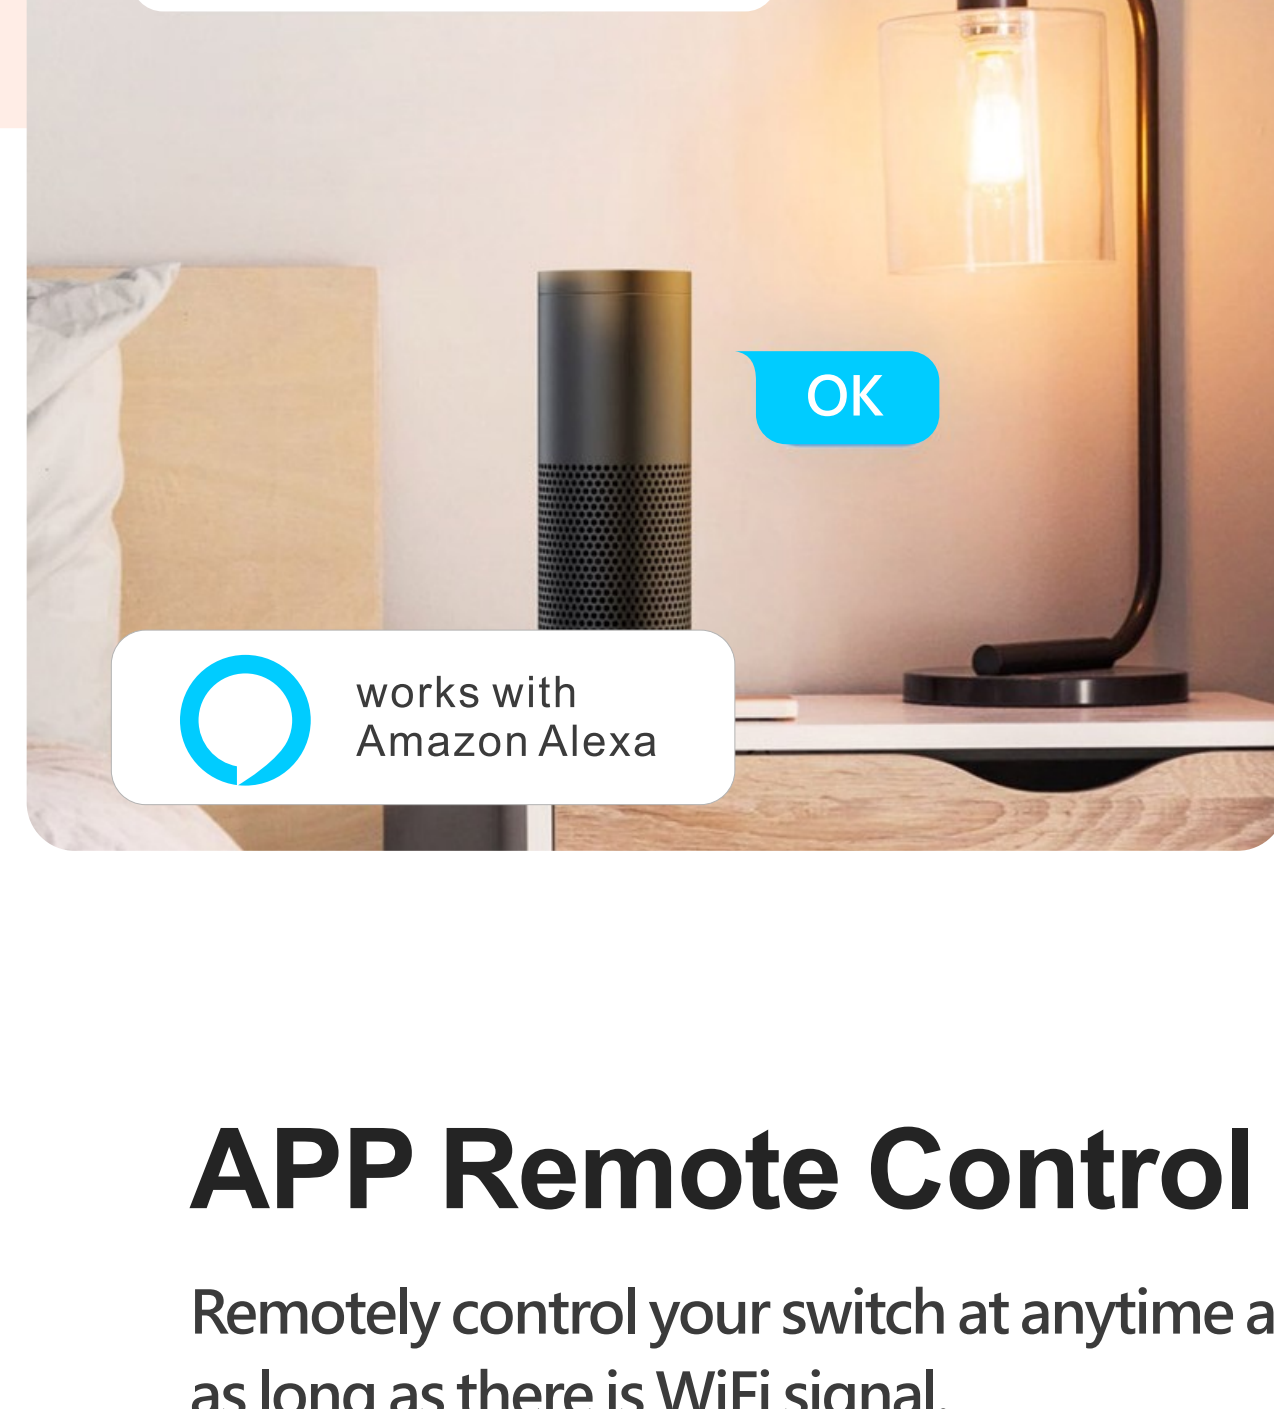 OK
works with
Amazon Alexa
APP Remote Control
Remotely control your switch at anytime a
as long as there is WiFi signal.